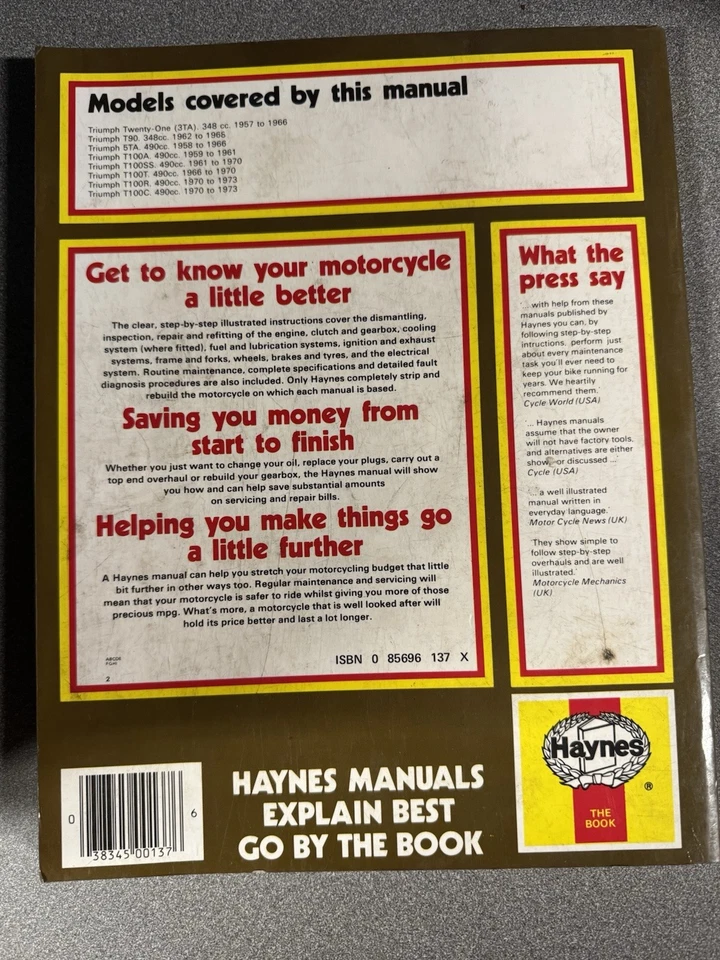 Models covered by this manual
Triumph Twenty-One (3TA). 348 cc. 1957 to 1966
Triumph T90. 348cc. 1962 to 1968
Triumph 5TA. 490cc. 1958 to 1966
Triumph T100A. 490cc. 1959 to 1961
Triumph T100SS. 490cc. 1961 to 1970
Triumph T100T. 490cc. 1966 to 1970
Triumph T100R. 490cc. 1970 to 1973
Triumph T100C. 490cc. 1970 to 1973
Get to know your motorcycle
a little better
The clear, step-by-step illustrated instructions cover the dismantling,
inspection, repair and refitting of the engine, clutch and gearbox, cooling
system (where fitted), fuel and lubrication systems, ignition and exhaust
systems, frame and forks, wheels, brakes and tyres, and the electrical
system. Routine maintenance, complete specifications and detailed fault
diagnosis procedures are also included. Only Haynes completely strip and
rebuild the motorcycle on which each manual is based.
Saving you money from
start to finish
Whether you just want to change your oil, replace your plugs, carry out a
top end overhaul or rebuild your gearbox, the Haynes manual will show
you how and can help save substantial amounts
on servicing and repair bills.
Helping you make things go
a little further
A Haynes manual can help you stretch your motorcycling budget that little
bit further in other ways too. Regular maintenance and servicing will
mean that your motorcycle is safer to ride whilst giving you more of those
precious mpg. What's more, a motorcycle that is well looked after will
hold its price better and last a lot longer.
ABCDE
FGHI
2
ISBN 0 85696 137 X
What the
press say
'... with help from these
manuals published by
Haynes you can, by
following step-by-step
intructions, perform just
about every maintenance
task you'll ever need to
keep your bike running for
years. We heartily
recommend them.'
Cycle World (USA)
'... Haynes manuals
assume that the owner
will not have factory tools,
and alternatives are either
show, or discussed ...'
Cycle (USA)
'... a well illustrated
manual written in
everyday language.'
Motor Cycle News (UK)
'They show simple to
follow step-by-step
overhauls and are well
illustrated.'
Motorcycle Mechanics
(UK)
Haynes
®
THE
BOOK
HAYNES MANUALS
EXPLAIN BEST
GO BY THE BOOK
0 38345 00137 6